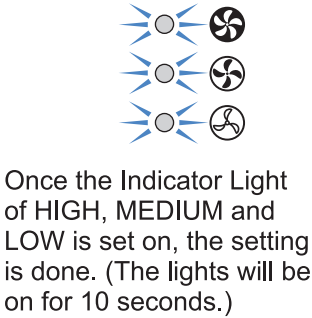 Once the Indicator Light
of HIGH, MEDIUM and
LOW is set on, the setting
is done. (The lights will be
on for 10 seconds.)